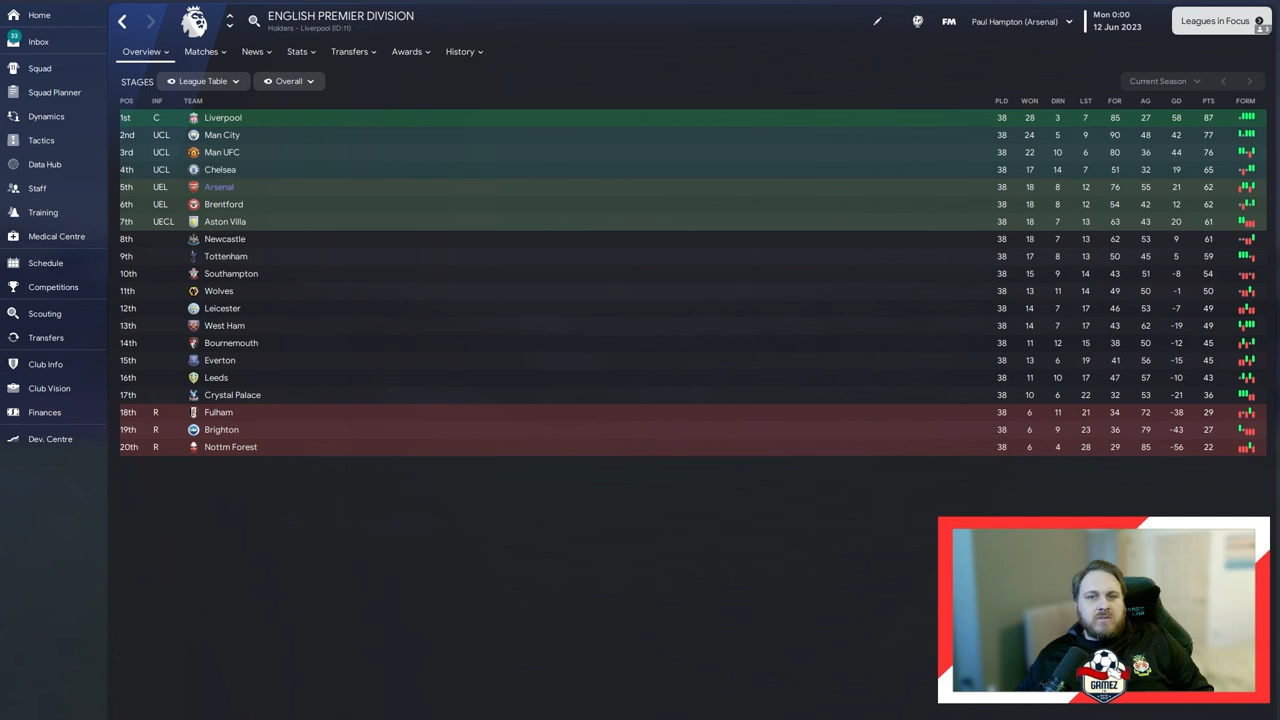 Home
33
Inbox
Squad
Squad Planner
Dynamics
Tactics
Data Hub
Staff
Training
Medical Centre
Schedule
Competitions
Scouting
Transfers
Club Info
Club Vision
Finances
Dev. Centre
ENGLISH PREMIER DIVISION
Holders - Liverpool (ID:11)
FM
Paul Hampton (Arsenal)
Mon 0:00
12 Jun 2023
Leagues in Focus
Overview Matches News Stats Transfers Awards History
STAGES League Table Overall Current Season
POS INF TEAM PLD WON DRN LST FOR AG GD PTS FORM
1st C Liverpool 38 28 3 7 85 27 58 87
2nd UCL Man City 38 24 5 9 90 48 42 77
3rd UCL Man UFC 38 22 10 6 80 36 44 76
4th UCL Chelsea 38 17 14 7 51 32 19 65
5th UEL Arsenal 38 18 8 12 76 55 21 62
6th UEL Brentford 38 18 8 12 54 42 12 62
7th UECL Aston Villa 38 18 7 13 63 43 20 61
8th Newcastle 38 18 7 13 62 53 9 61
9th Tottenham 38 17 8 13 50 45 5 59
10th Southampton 38 15 9 14 43 51 -8 54
11th Wolves 38 13 11 14 49 50 -1 50
12th Leicester 38 14 7 17 46 53 -7 49
13th West Ham 38 14 7 17 43 62 -19 49
14th Bournemouth 38 11 12 15 38 50 -12 45
15th Everton 38 13 6 19 41 56 -15 45
16th Leeds 38 11 10 17 47 57 -10 43
17th Crystal Palace 38 10 6 22 32 53 -21 36
18th R Fulham 38 6 11 21 34 72 -38 29
19th R Brighton 38 6 9 23 36 79 -43 27
20th R Nottm Forest 38 6 4 28 29 85 -56 22
GAMEZ